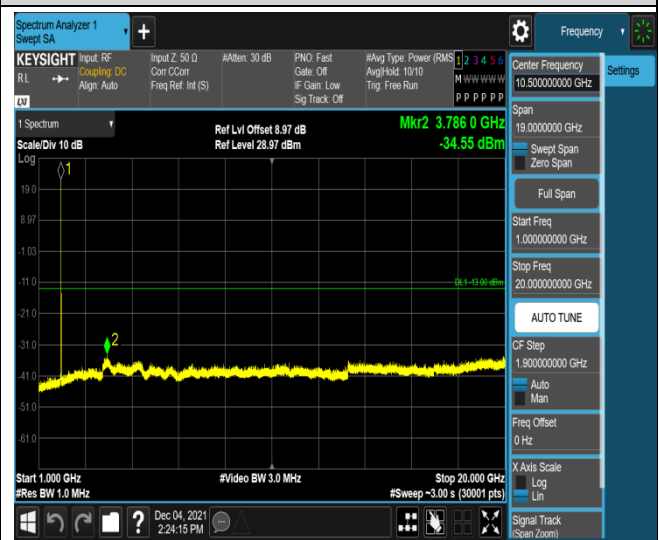 Spectrum Analyzer 1
Swept SA
+
Frequency
KEYSIGHT
RL
LXI
Input: RF
Coupling: DC
Align: Auto
Input Z: 50 Ω
Corr CCorr
Freq Ref: Int (S)
#Atten: 30 dB
PNO: Fast
Gate: Off
IF Gain: Low
Sig Track: Off
#Avg Type: Power (RMS
Avg|Hold: 10/10
Trig: Free Run
1 2 3 4 5 6
M W W W W W
P P P P P P
1 Spectrum
Scale/Div 10 dB
Ref Lvl Offset 8.97 dB
Ref Level 28.97 dBm
Mkr2 3.786 0 GHz
-34.55 dBm
Log
1
19.0
8.97
-1.03
-11.0
DL1 -13.00 dBm
-21.0
2
-31.0
-41.0
-51.0
-61.0
Start 1.000 GHz
#Res BW 1.0 MHz
#Video BW 3.0 MHz
Stop 20.000 GHz
#Sweep ~3.00 s (30001 pts)
?
Dec 04, 2021
2:24:15 PM
Center Frequency
10.500000000 GHz
Settings
Span
19.0000000 GHz
Swept Span
Zero Span
Full Span
Start Freq
1.000000000 GHz
Stop Freq
20.000000000 GHz
AUTO TUNE
CF Step
1.900000000 GHz
Auto
Man
Freq Offset
0 Hz
X Axis Scale
Log
Lin
Signal Track
(Span Zoom)